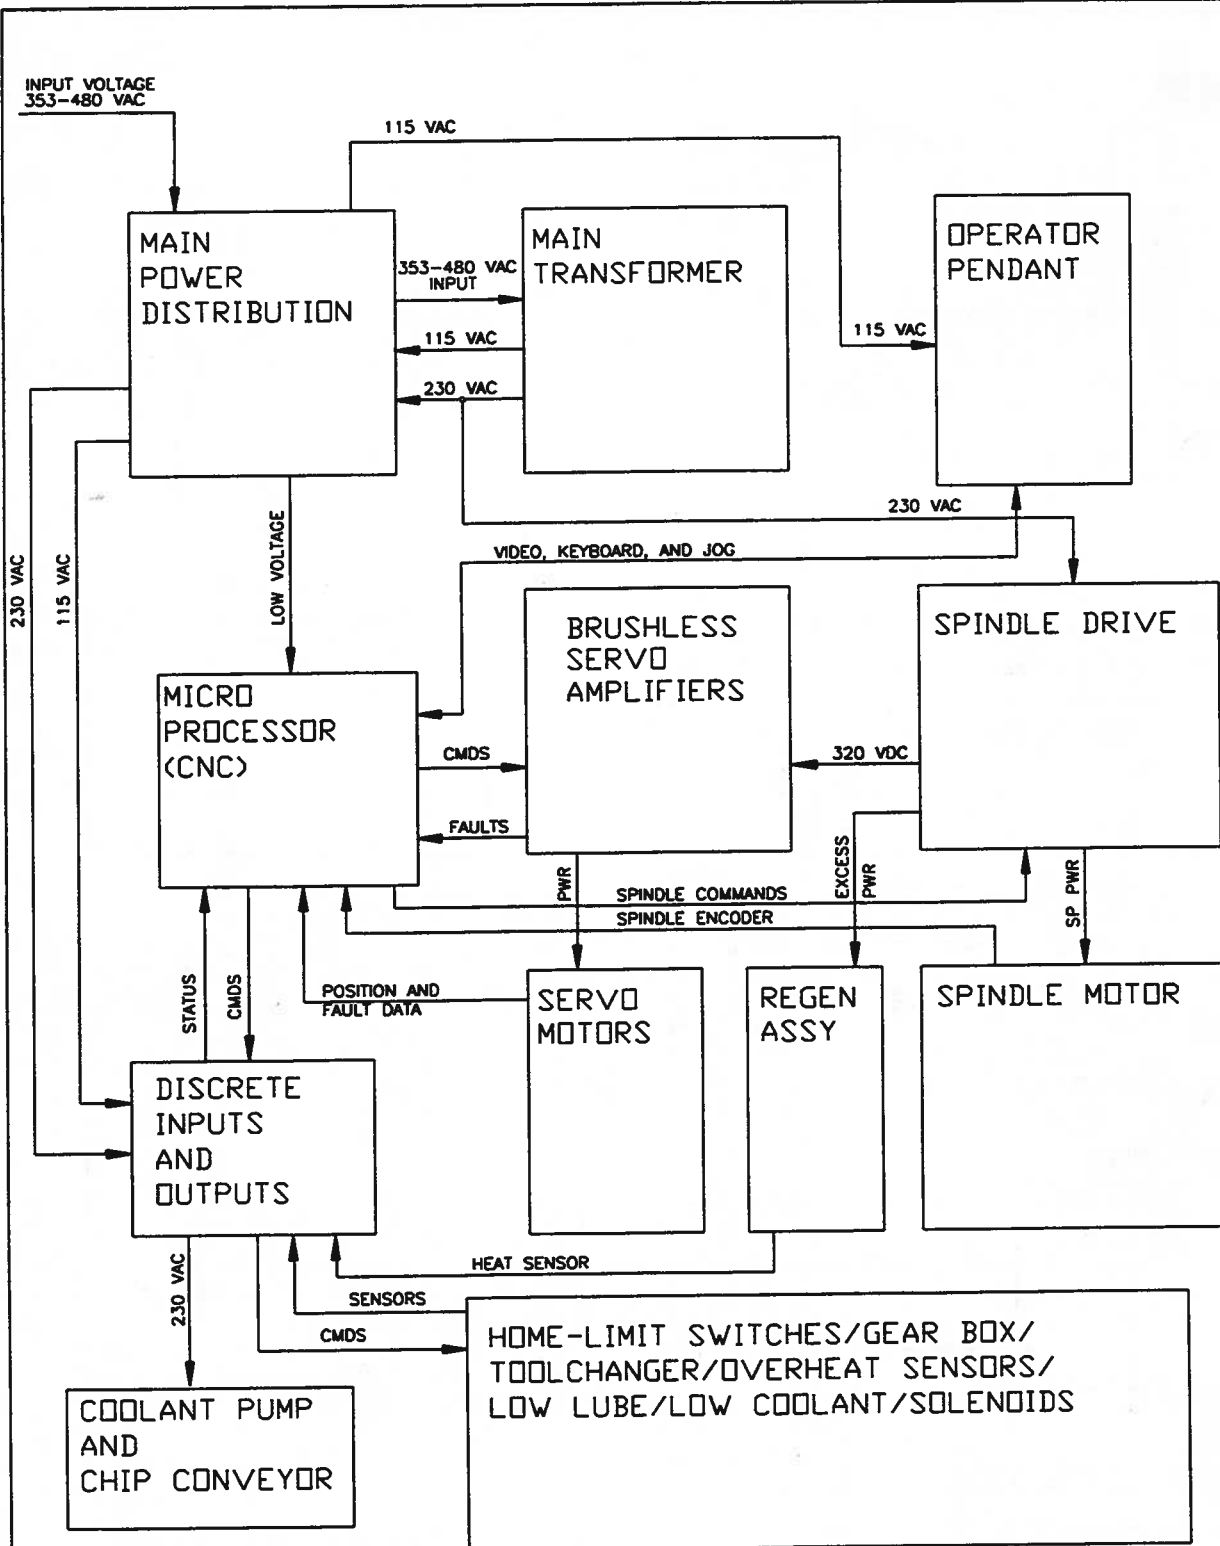 INPUT VOLTAGE
353-480 VAC
115 VAC
MAIN
POWER
DISTRIBUTION
353-480 VAC
INPUT
115 VAC
230 VAC
MAIN
TRANSFORMER
OPERATOR
PENDANT
115 VAC
230 VAC
VIDEO, KEYBOARD, AND JOG
230 VAC
115 VAC
LOW VOLTAGE
MICRO
PROCESSOR
(CNC)
CMDS
FAULTS
BRUSHLESS
SERVO
AMPLIFIERS
320 VDC
SPINDLE DRIVE
PWR
EXCESS
PWR
SP PWR
SPINDLE COMMANDS
SPINDLE ENCODER
STATUS
CMDS
POSITION AND
FAULT DATA
SERVO
MOTORS
REGEN
ASSY
SPINDLE MOTOR
DISCRETE
INPUTS
AND
OUTPUTS
HEAT SENSOR
SENSORS
CMDS
230 VAC
HOME-LIMIT SWITCHES/GEAR BOX/
TOOLCHANGER/OVERHEAT SENSORS/
LOW LUBE/LOW COOLANT/SOLENOIDS
COOLANT PUMP
AND
CHIP CONVEYOR